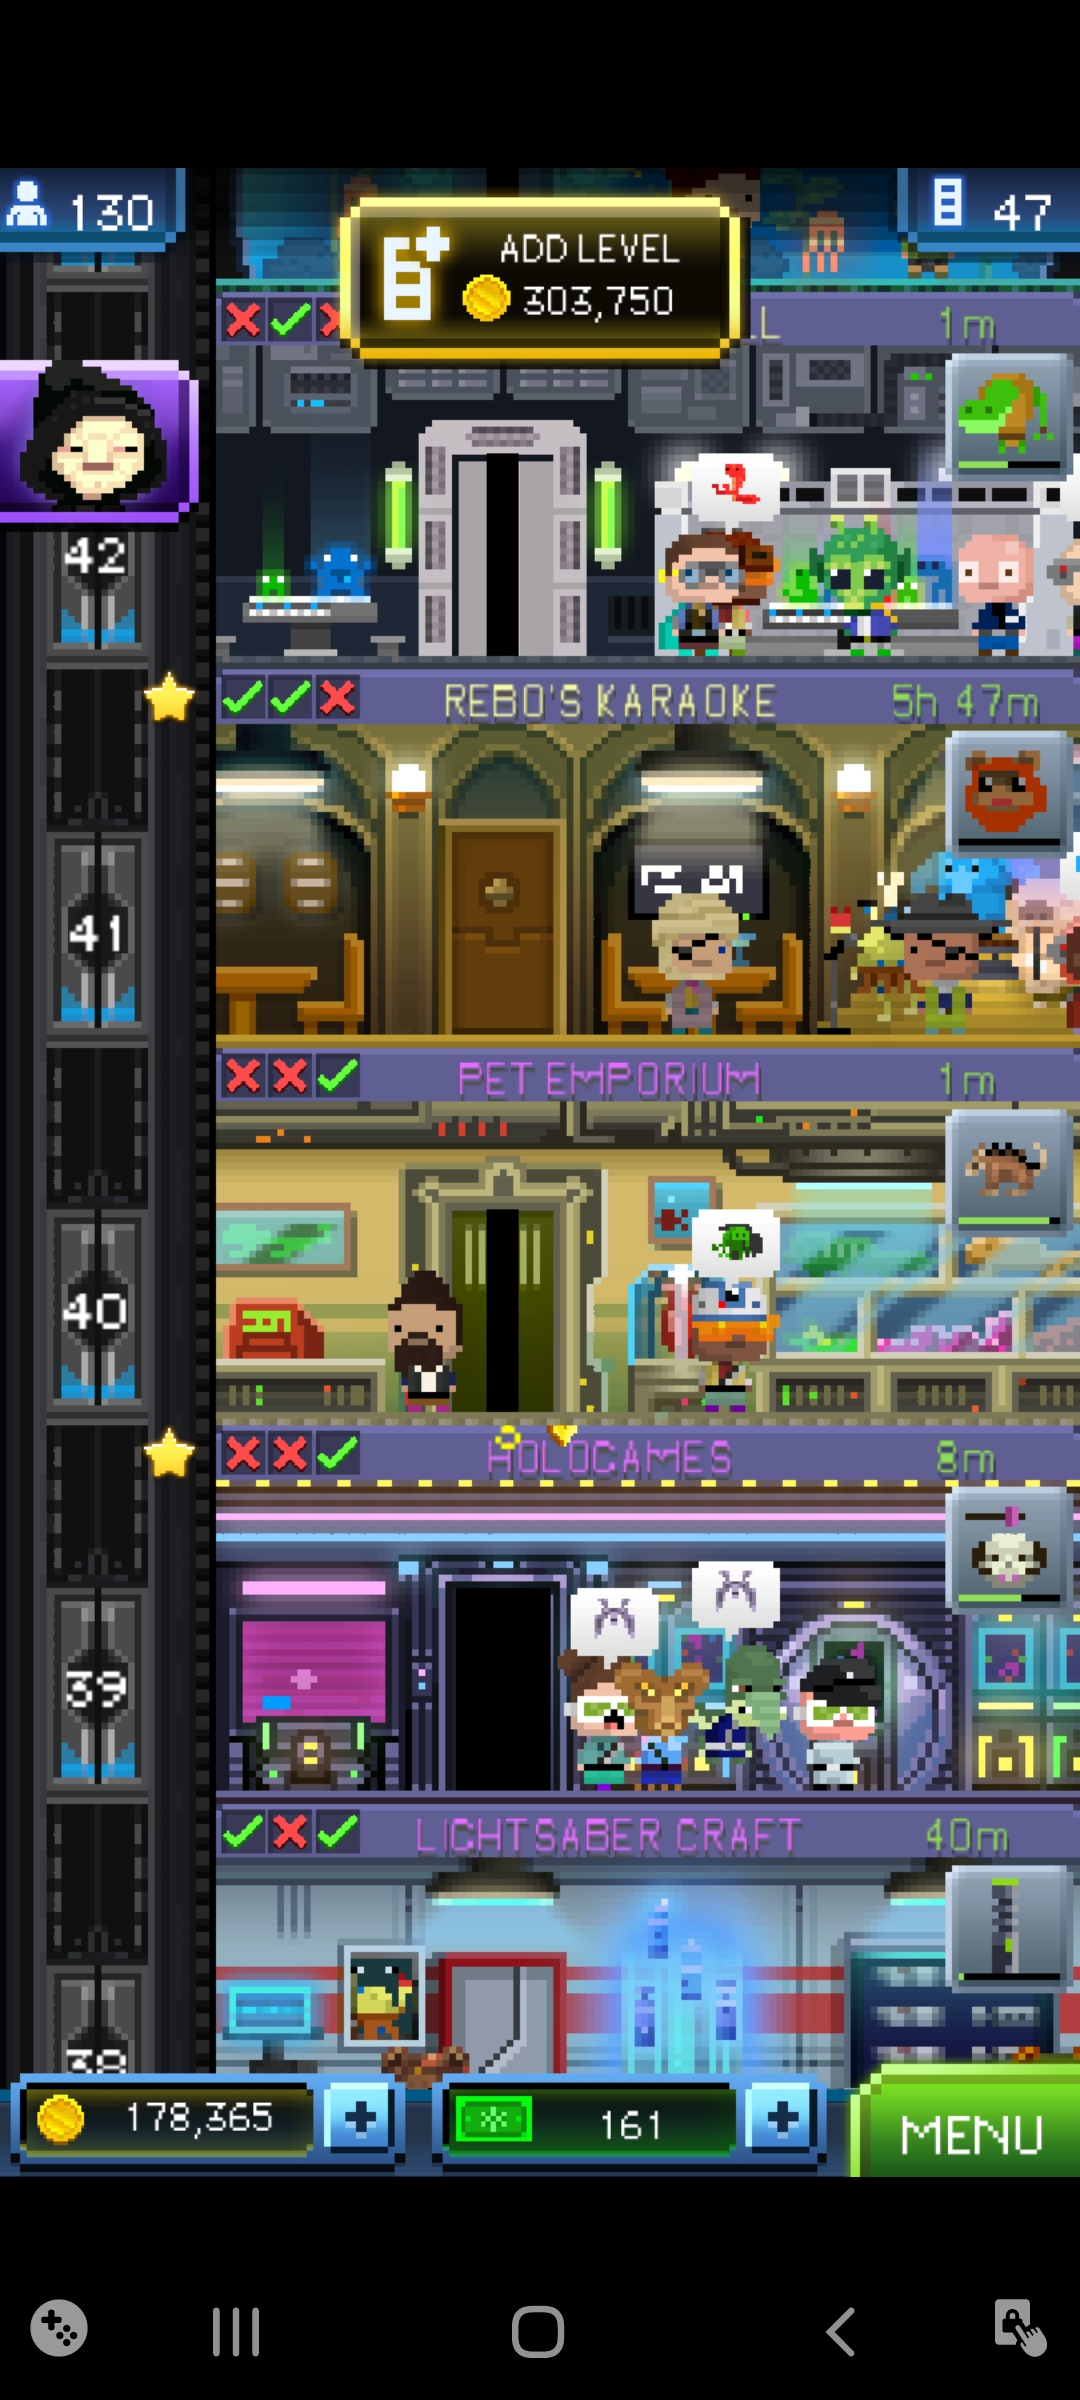 130
ADD LEVEL
303,750
47
1m
42
REBO'S KARAOKE
5h 47m
41
PET EMPORIUM
1m
40
HOLOGAMES
8m
39
LIGHTSABER CRAFT
40m
38
178,365
+
161
+
MENU